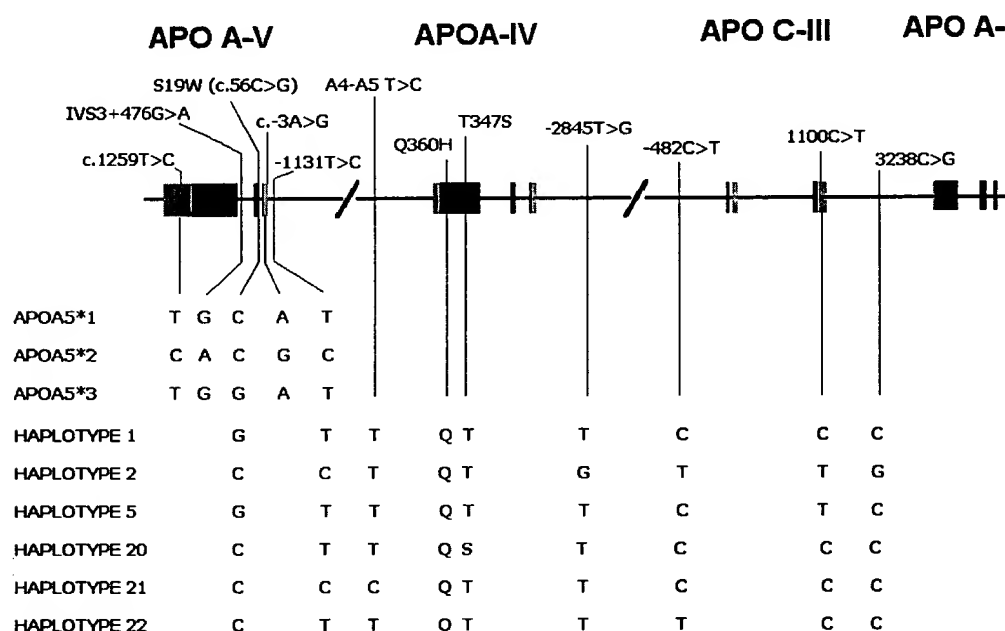 APO A-V APOA-IV APO C-III APO A-
S19W (c.56C>G) A4-A5 T>C
IVS3+476G>A c.-3A>G T347S -2845T>G
c.1259T>C -1131T>C Q360H -482C>T 1100C>T 3238C>G
APOA5*1 T G C A T
APOA5*2 C A C G C
APOA5*3 T G G A T
HAPLOTYPE 1 G T T Q T T C C C
HAPLOTYPE 2 C C T Q T G T T G
HAPLOTYPE 5 G T T Q T T C T C
HAPLOTYPE 20 C T T Q S T C C C
HAPLOTYPE 21 C C C Q T T C C C
HAPLOTYPE 22 C T T Q T T T C C